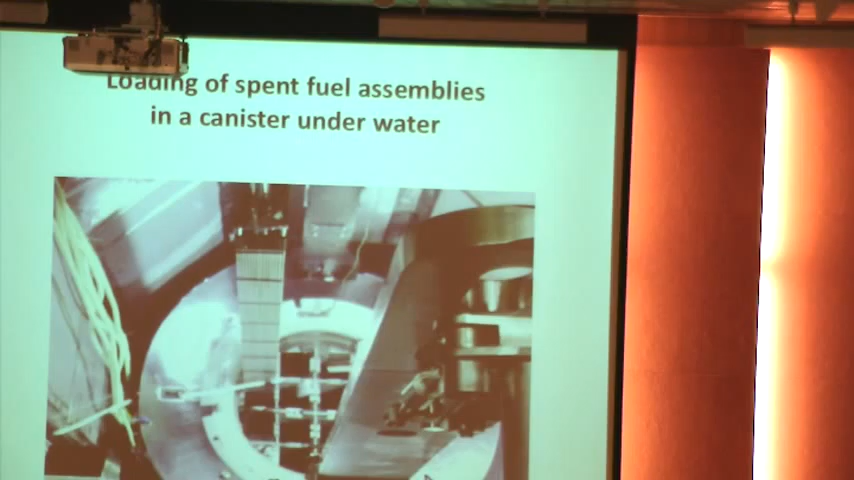 Loading of spent fuel assemblies
in a canister under water